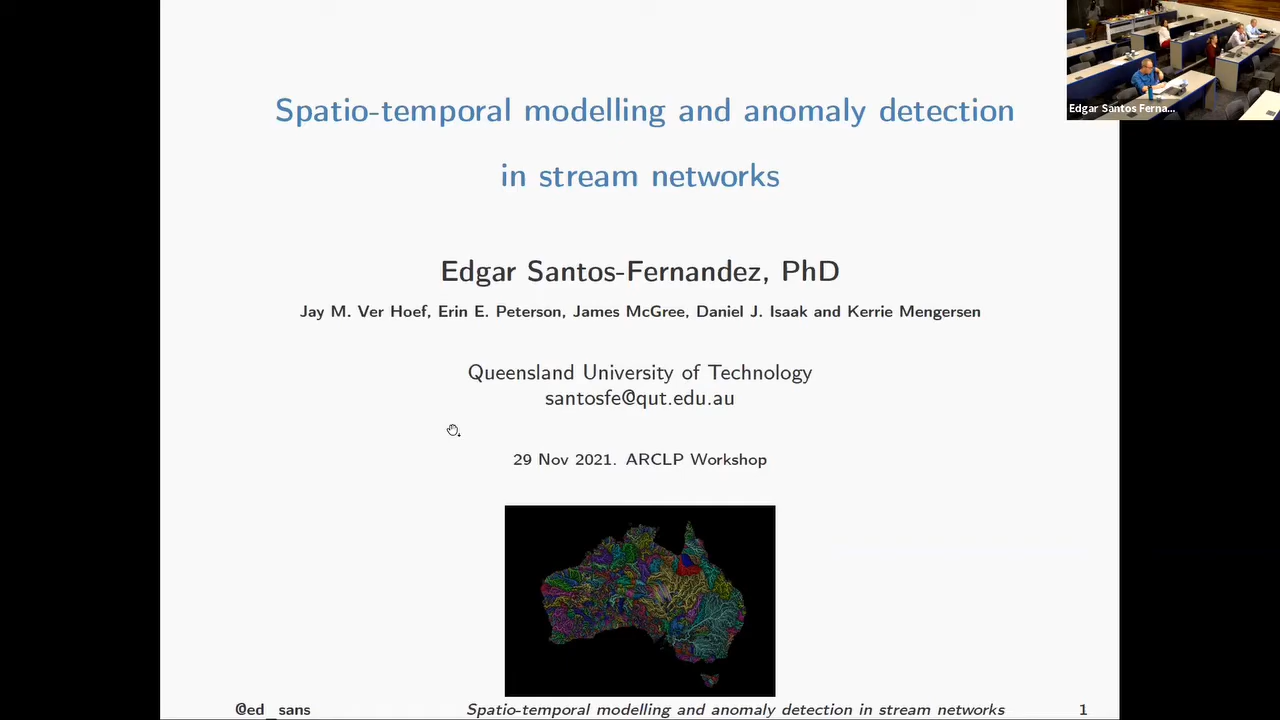 Spatio-temporal modelling and anomaly detection
in stream networks
Edgar Santos-Fernandez, PhD
Jay M. Ver Hoef, Erin E. Peterson, James McGree, Daniel J. Isaak and Kerrie Mengersen
Queensland University of Technology
santosfe@qut.edu.au
29 Nov 2021. ARCLP Workshop
@ed_sans
Spatio-temporal modelling and anomaly detection in stream networks
1
Edgar Santos Ferna...